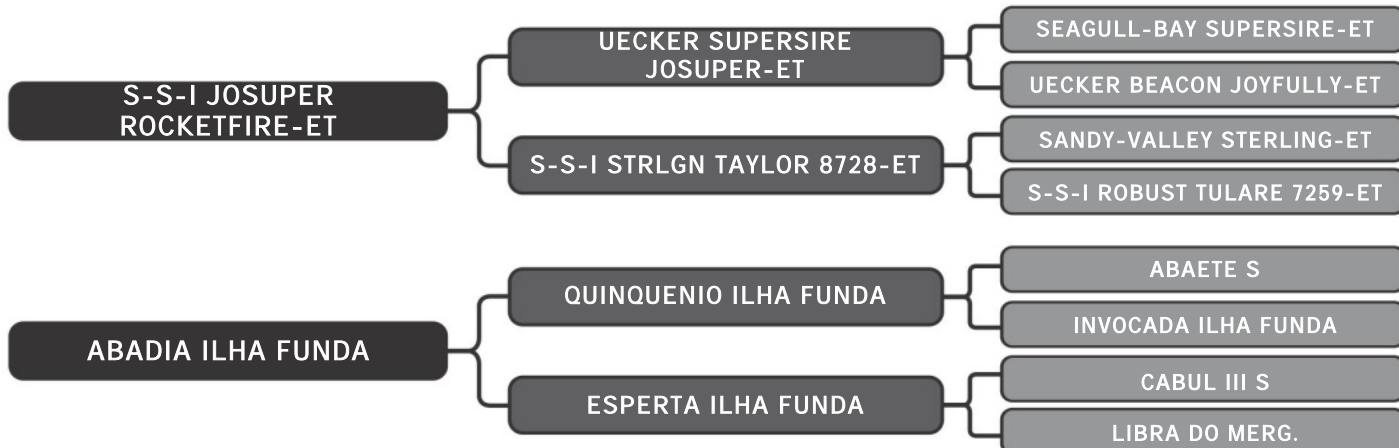 S-S-I JOSUPER
ROCKETFIRE-ET
UECKER SUPERSIRE
JOSUPER-ET
SEAGULL-BAY SUPERSIRE-ET
UECKER BEACON JOYFULLY-ET
S-S-I STRLGN TAYLOR 8728-ET
SANDY-VALLEY STERLING-ET
S-S-I ROBUST TULARE 7259-ET
ABADIA ILHA FUNDA
QUINQUENIO ILHA FUNDA
ABAETE S
INVOCADA ILHA FUNDA
ESPERTA ILHA FUNDA
CABUL III S
LIBRA DO MERG.